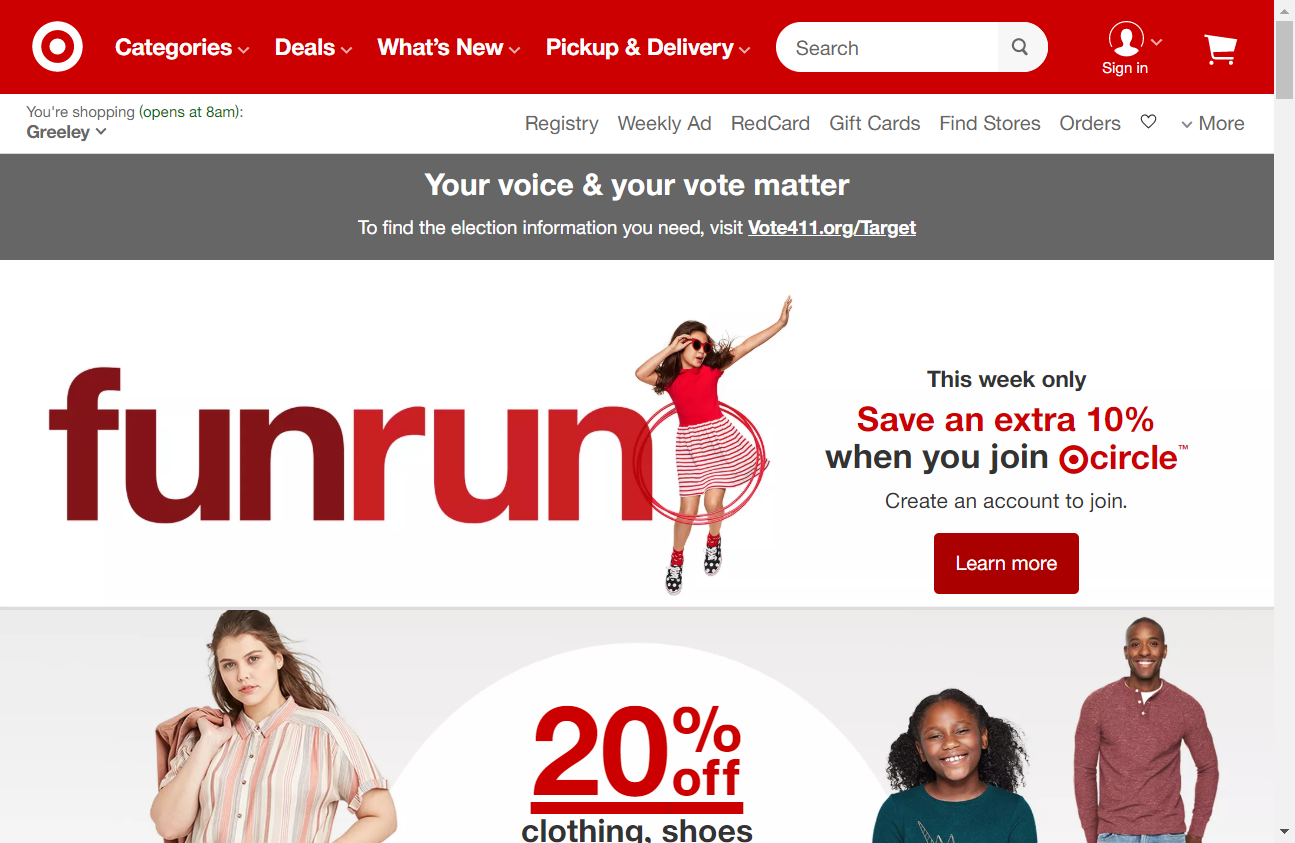 Categories Deals What's New Pickup & Delivery Search Sign in
You're shopping (opens at 8am):
Greeley
Registry Weekly Ad RedCard Gift Cards Find Stores Orders More
Your voice & your vote matter
To find the election information you need, visit Vote411.org/Target
funrun
This week only
Save an extra 10%
when you join circle™
Create an account to join.
Learn more
20% off
clothing, shoes